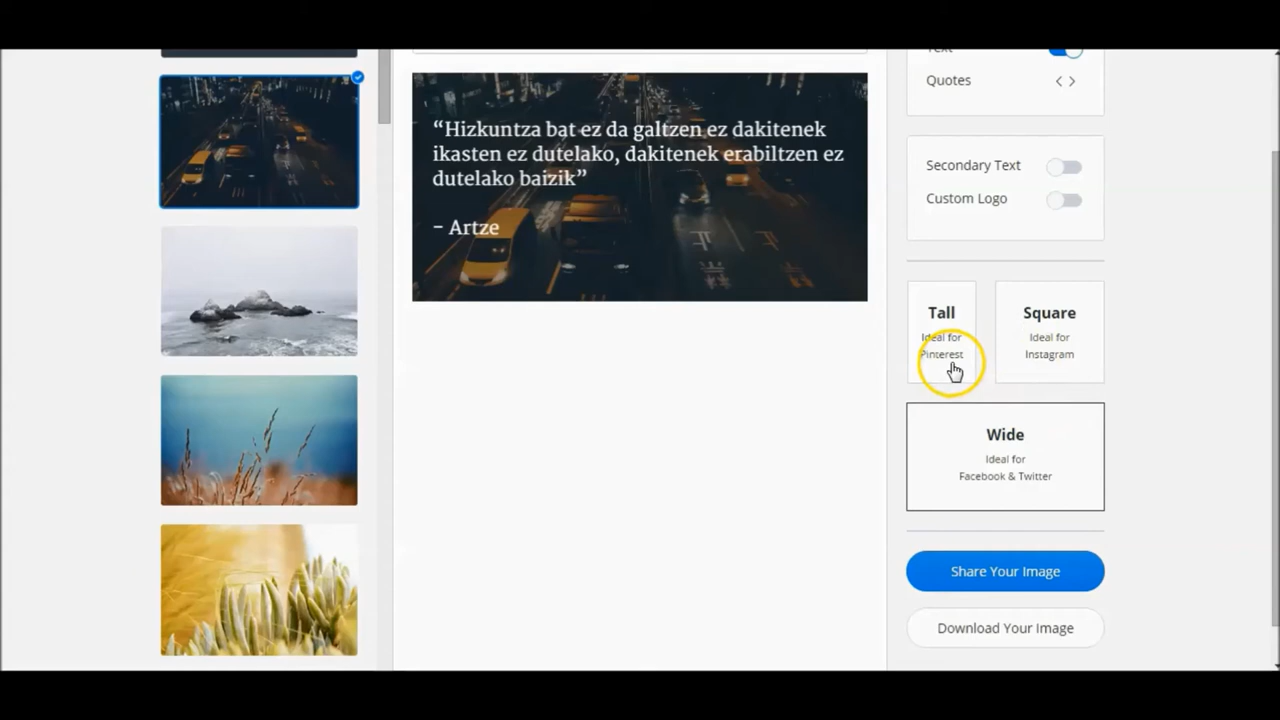 Text
Quotes
“Hizkuntza bat ez da galtzen ez dakitenek
ikasten ez dutelako, dakitenek erabiltzen ez
dutelako baizik”
- Artze
Secondary Text
Custom Logo
Tall
Ideal for
Pinterest
Square
Ideal for
Instagram
Wide
Ideal for
Facebook & Twitter
Share Your Image
Download Your Image